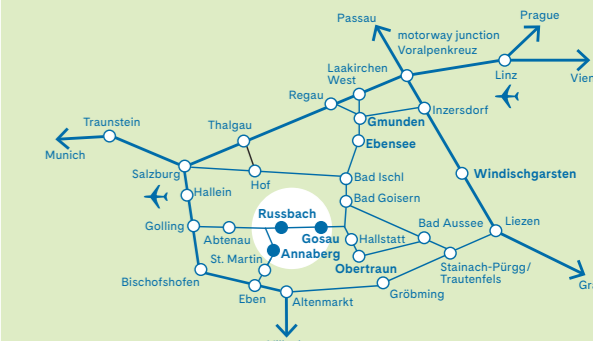 Passau
Prague
motorway junction
Voralpenkreuz
Laakirchen
West
Linz
Regau
Inzersdorf
Gmunden
Traunstein
Thalgau
Ebensee
Munich
Salzburg
Hof
Bad Ischl
Windischgarsten
Hallein
Bad Goisern
Russbach
Golling
Abtenau
Gosau
Hallstatt
Bad Aussee
Liezen
St. Martin
Annaberg
Obertraun
Stainach-Pürgg/
Trautenfels
Bischofshofen
Eben
Altenmarkt
Gröbming